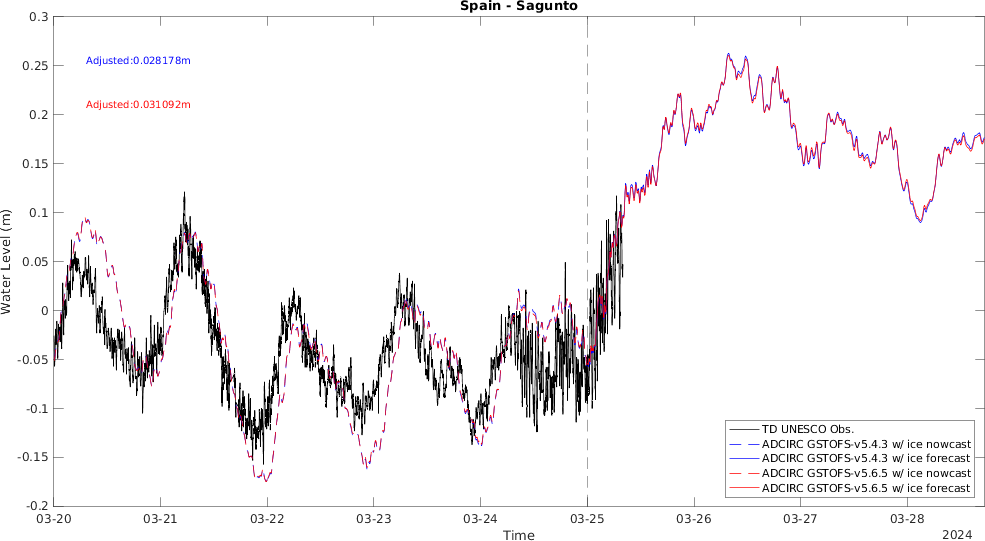 Spain - Sagunto
Adjusted:0.028178m
Adjusted:0.031092m
Water Level (m)
0.3
0.25
0.2
0.15
0.1
0.05
0
-0.05
-0.1
-0.15
-0.2
TD UNESCO Obs.
ADCIRC GSTOFS-v5.4.3 w/ ice nowcast
ADCIRC GSTOFS-v5.4.3 w/ ice forecast
ADCIRC GSTOFS-v5.6.5 w/ ice nowcast
ADCIRC GSTOFS-v5.6.5 w/ ice forecast
03-20 03-21 03-22 03-23 03-24 03-25 03-26 03-27 03-28
Time
2024